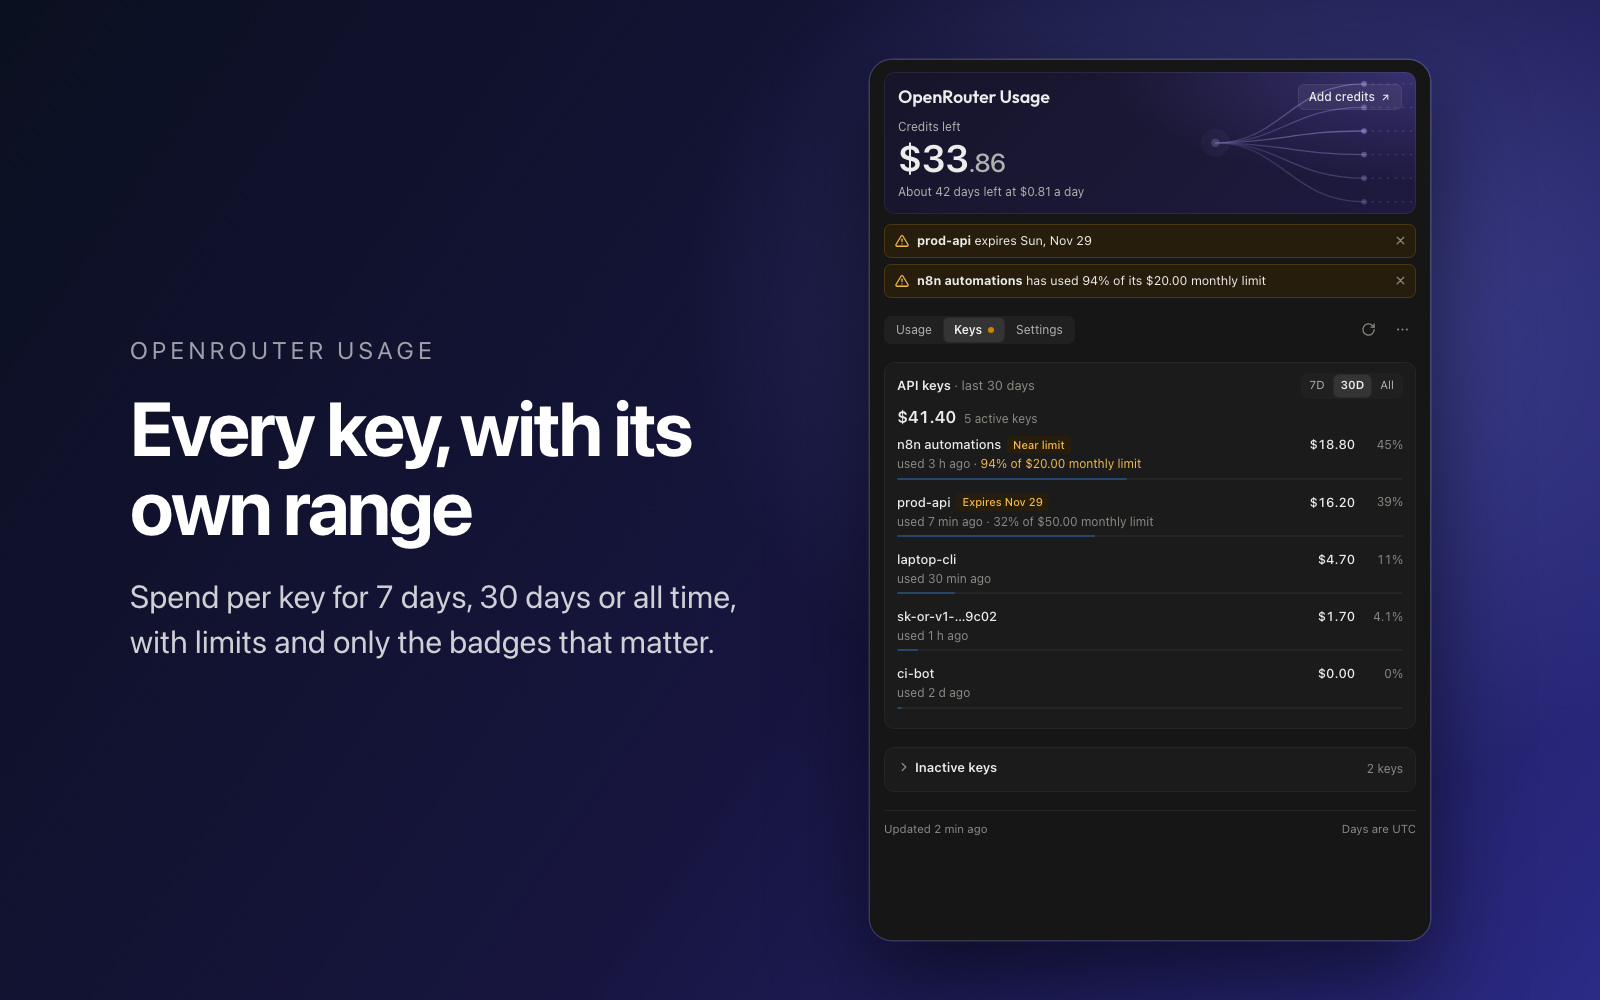 OPENROUTER USAGE
Every key, with its
own range
Spend per key for 7 days, 30 days or all time,
with limits and only the badges that matter.
OpenRouter Usage
Add credits ↗
Credits left
$33.86
About 42 days left at $0.81 a day
prod-api expires Sun, Nov 29
n8n automations has used 94% of its $20.00 monthly limit
Usage Keys Settings
API keys · last 30 days 7D 30D All
$41.40 5 active keys
n8n automations Near limit $18.80 45%
used 3 h ago · 94% of $20.00 monthly limit
prod-api Expires Nov 29 $16.20 39%
used 7 min ago · 32% of $50.00 monthly limit
laptop-cli $4.70 11%
used 30 min ago
sk-or-v1-...9c02 $1.70 4.1%
used 1 h ago
ci-bot $0.00 0%
used 2 d ago
Inactive keys 2 keys
Updated 2 min ago Days are UTC